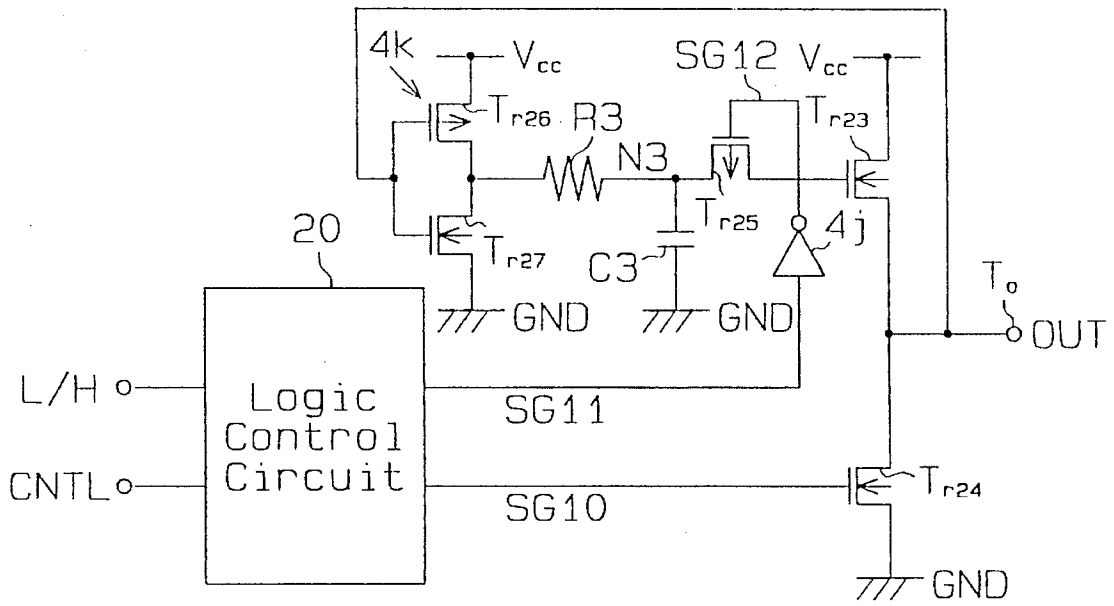 4k
Vcc
SG12
Vcc
Tr26
R3
N3
Tr23
Tr25
4j
20
Tr27
C3
To
GND
GND
OUT
L/H
Logic
Control
Circuit
SG11
CNTL
SG10
Tr24
GND